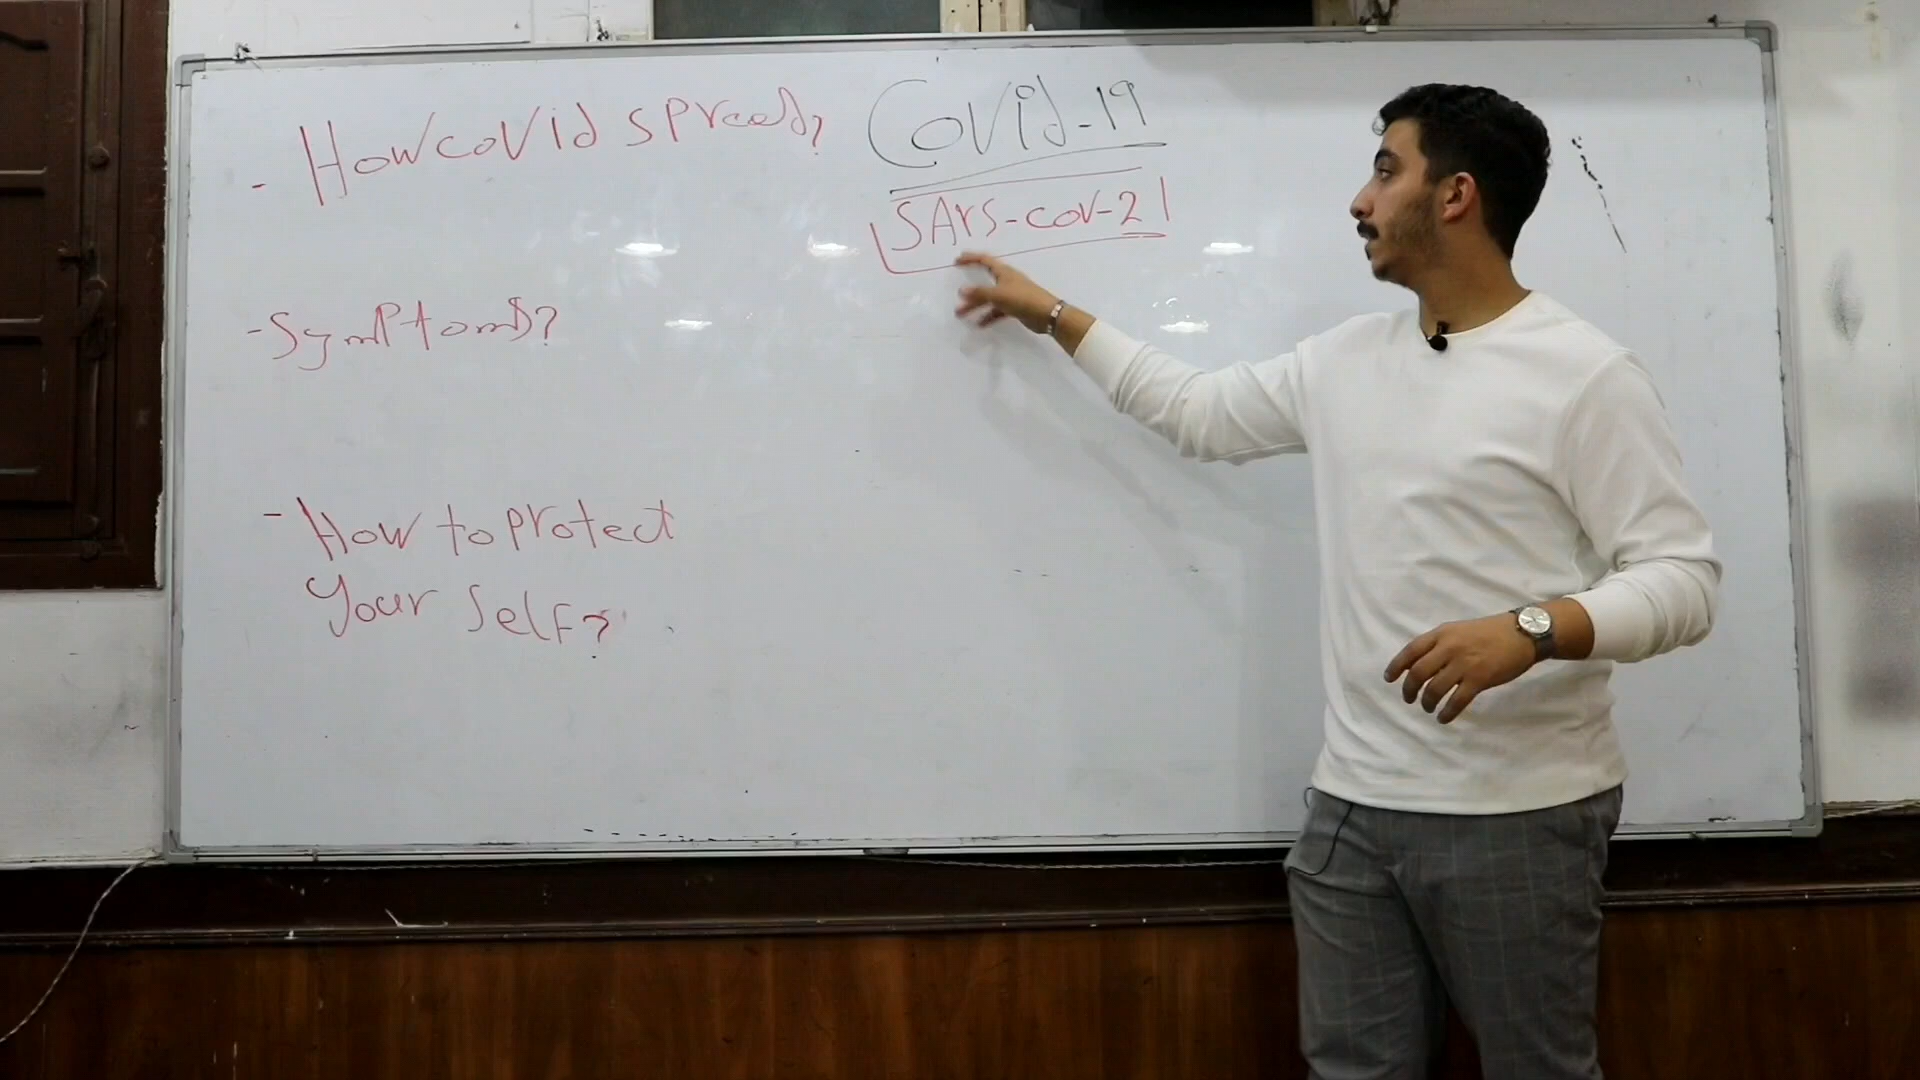 Covid-19
SArS-cov-2
- How covid spread?
- Symptoms?
- How to protect
your self?